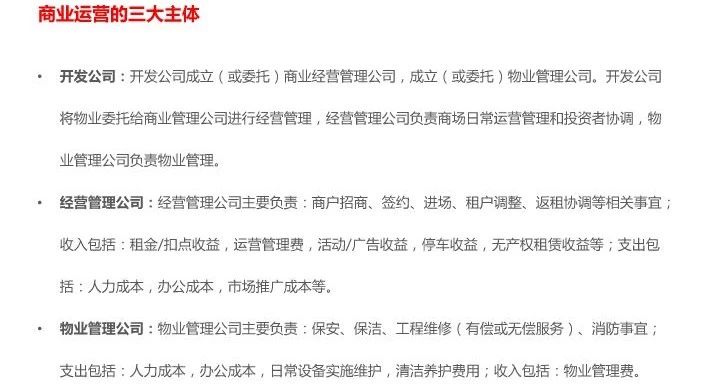 商业运营的三大主体
• 开发公司：开发公司成立（或委托）商业经营管理公司，成立（或委托）物业管理公司。开发公司
将物业委托给商业管理公司进行经营管理，经营管理公司负责商场日常运营管理和投资者协调，物
业管理公司负责物业管理。
• 经营管理公司：经营管理公司主要负责：商户招商、签约、进场、租户调整、返租协调等相关事宜；
收入包括：租金/扣点收益，运营管理费，活动/广告收益，停车收益，无产权租赁收益等；支出包
括：人力成本，办公成本，市场推广成本等。
• 物业管理公司：物业管理公司主要负责：保安、保洁、工程维修（有偿或无偿服务）、消防事宜；
支出包括：人力成本，办公成本，日常设备实施维护，清洁养护费用；收入包括：物业管理费。